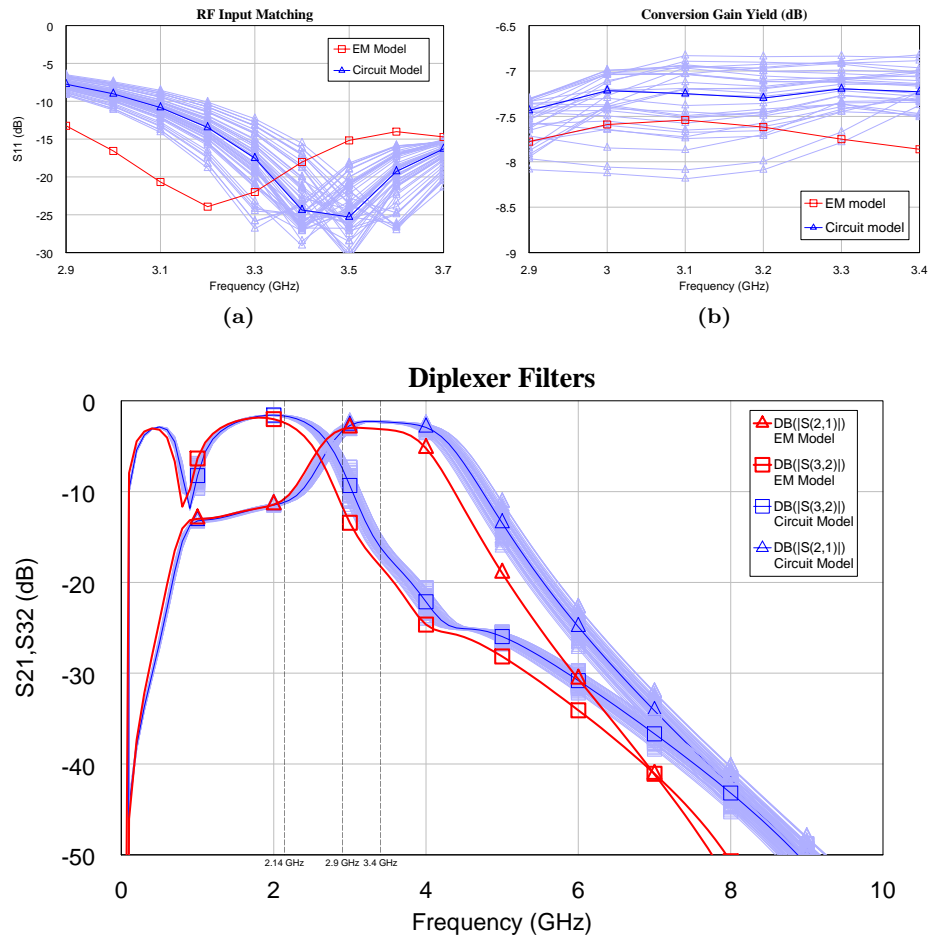 RF Input Matching
0
-5
-10
-15
-20
-25
-30
S11 (dB)
EM Model
Circuit Model
2.9
3.1
3.3
3.5
3.7
Frequency (GHz)
(a)
Conversion Gain Yield (dB)
-6.5
-7
-7.5
-8
-8.5
-9
EM model
Circuit model
2.9
3
3.1
3.2
3.3
3.4
Frequency (GHz)
(b)
Diplexer Filters
0
-10
-20
-30
-40
-50
S21,S32 (dB)
DB(|S(2,1)|)
EM Model
DB(|S(3,2)|)
EM Model
DB(|S(3,2)|)
Circuit Model
DB(|S(2,1)|)
Circuit Model
2.14 GHz
2.9 GHz
3.4 GHz
0
2
4
6
8
10
Frequency (GHz)